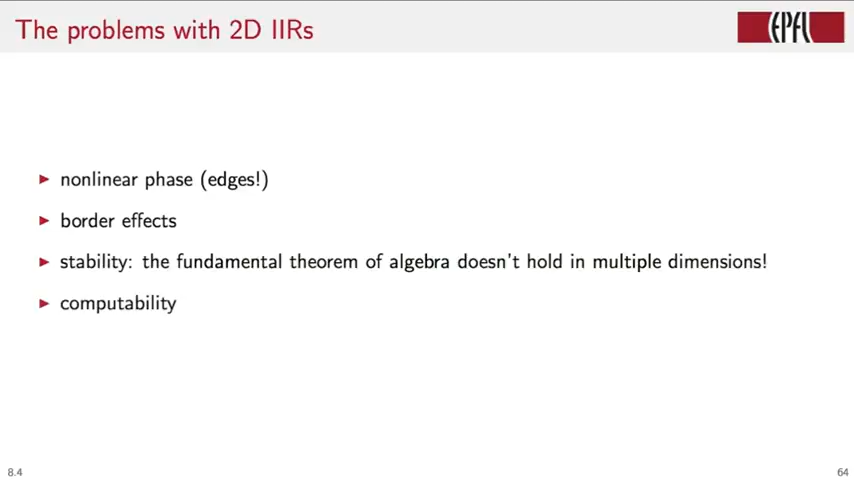 The problems with 2D IIRs
EPFL
nonlinear phase (edges!)
border effects
stability: the fundamental theorem of algebra doesn't hold in multiple dimensions!
computability
8.4
64